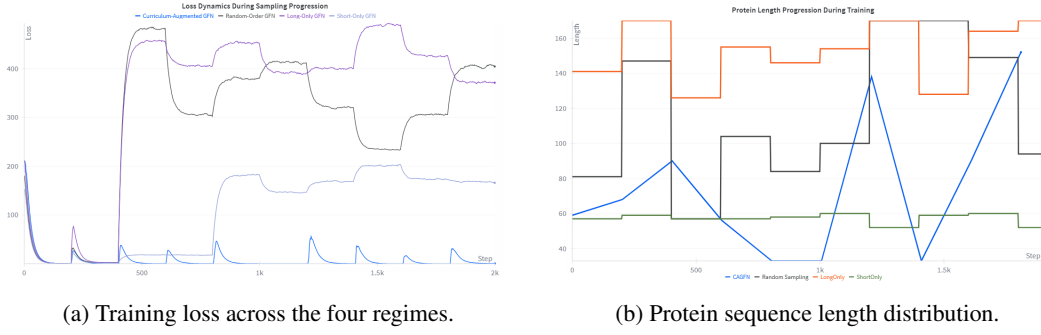 Loss Dynamics During Sampling Progression
Curriculum-Augmented GFN Random-Order GFN Long-Only GFN Short-Only GFN
Loss
400
300
200
100
Step
0 500 1k 1.5k 2k
Protein Length Progression During Training
Length
160
140
120
100
80
60
40
Step
0 500 1k 1.5k
CAGFN Random Sampling LongOnly ShortOnly
(a) Training loss across the four regimes.
(b) Protein sequence length distribution.